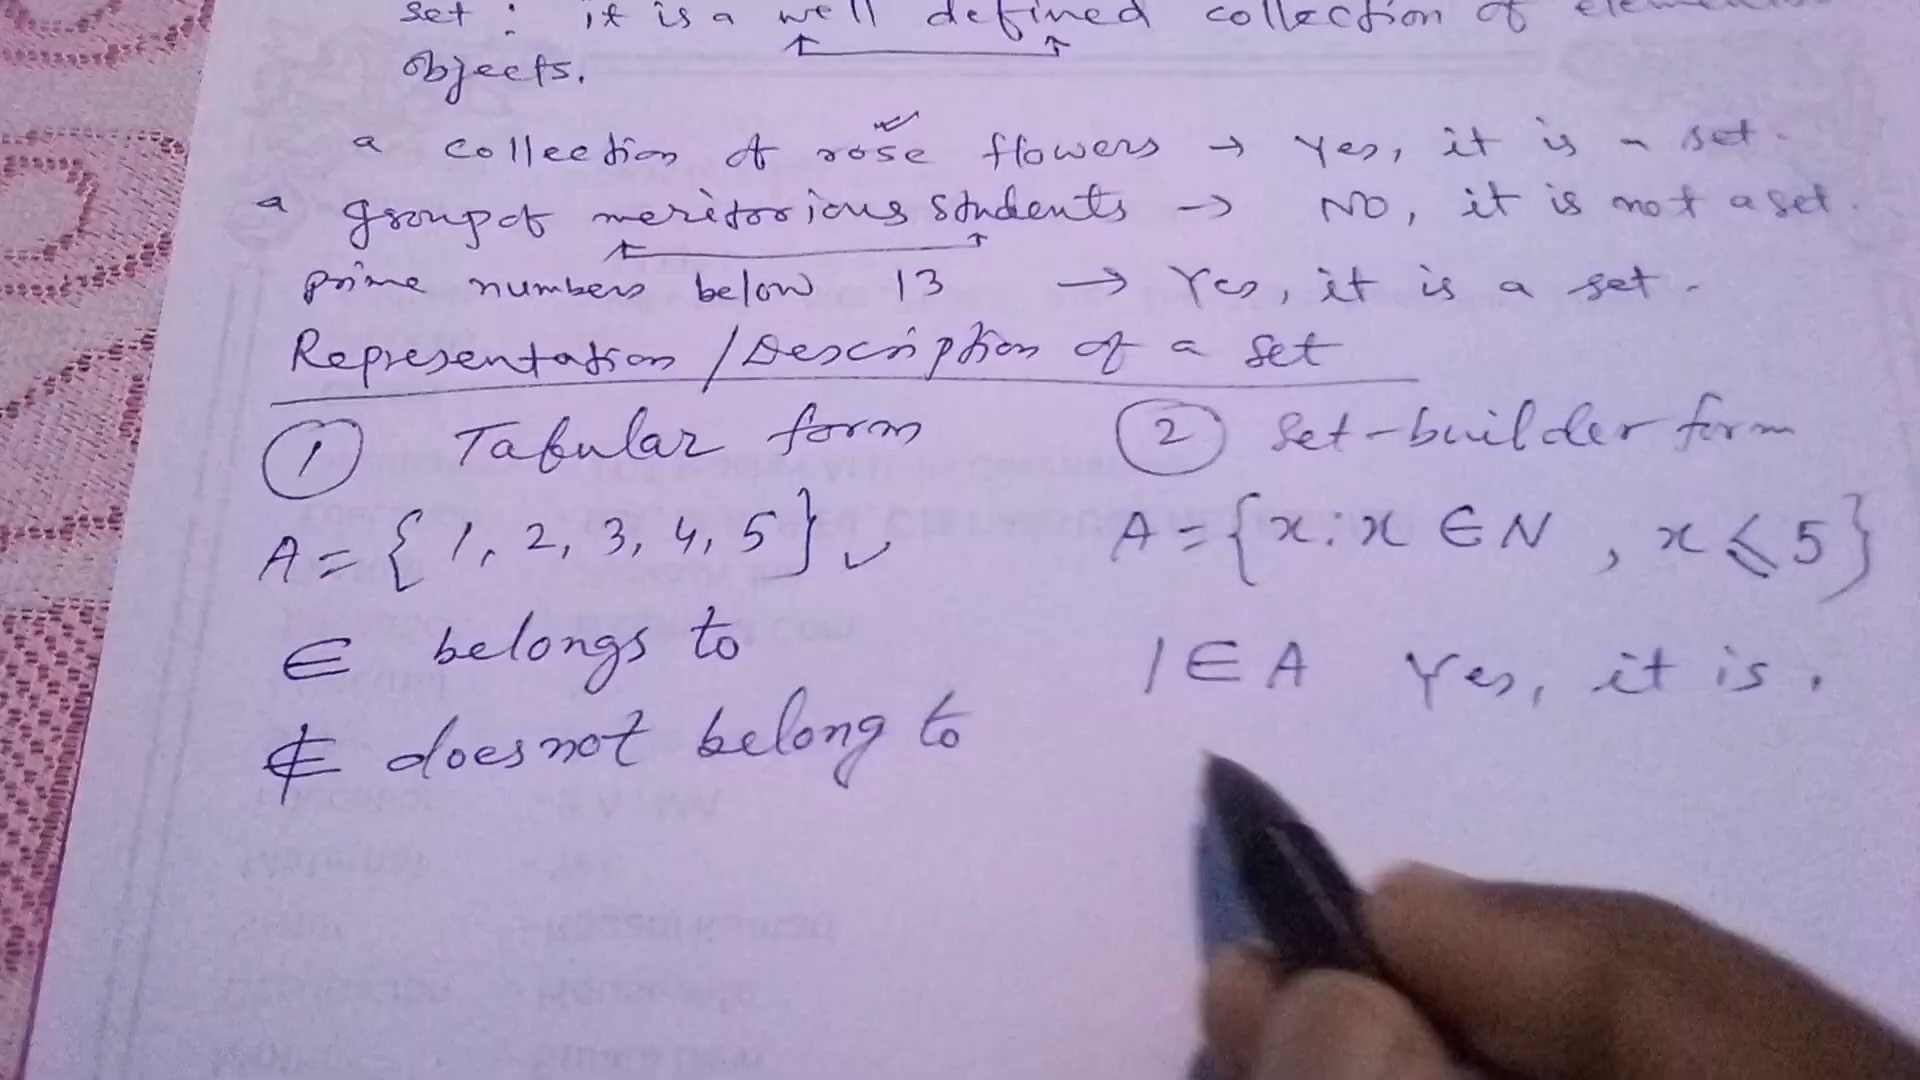 set : it is a well defined collection of
objects.
a collection of rose flowers → Yes, it is a set.
a group of meritorious students → NO, it is not a set.
prime numbers below 13 → Yes, it is a set.
Representation / Description of a set
① Tabular form ② Set-builder form
A = { 1, 2, 3, 4, 5 } ✓ A = { x : x ∈ N , x ⩽ 5 }
∈ belongs to 1 ∈ A Yes, it is.
∉ does not belong to